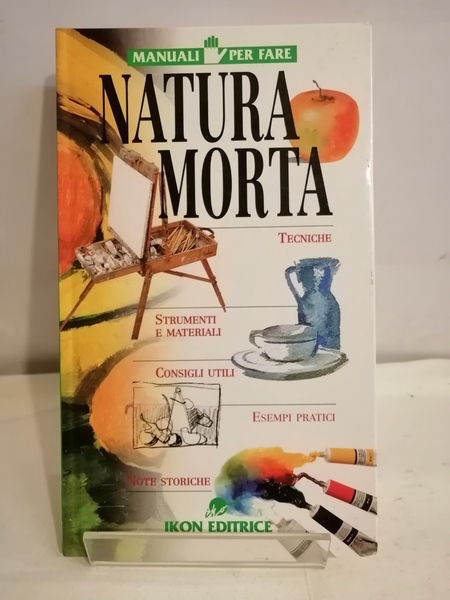 MANUALI PER FARE
NATURA
MORTA
TECNICHE
STRUMENTI
E MATERIALI
CONSIGLI UTILI
ESEMPI PRATICI
NOTE STORICHE
IKON EDITRICE